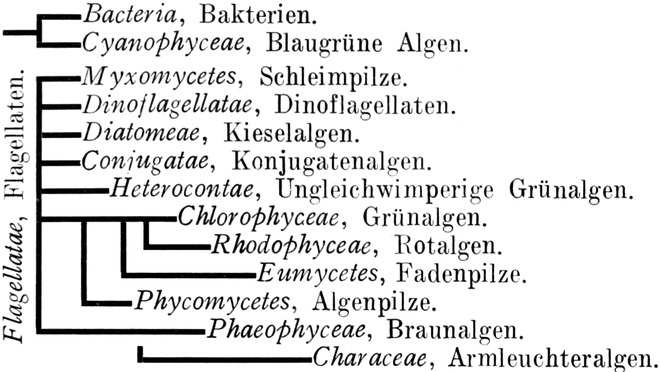 Bacteria, Bakterien.
Cyanophyceae, Blaugrüne Algen.
Flagellatae, Flagellaten.
Myxomycetes, Schleimpilze.
Dinoflagellatae, Dinoflagellaten.
Diatomeae, Kieselalgen.
Conjugatae, Konjugatenalgen.
Heterocontae, Ungleichwimperige Grünalgen.
Chlorophyceae, Grünalgen.
Rhodophyceae, Rotalgen.
Eumycetes, Fadenpilze.
Phycomycetes, Algenpilze.
Phaeophyceae, Braunalgen.
Characeae, Armleuchteralgen.